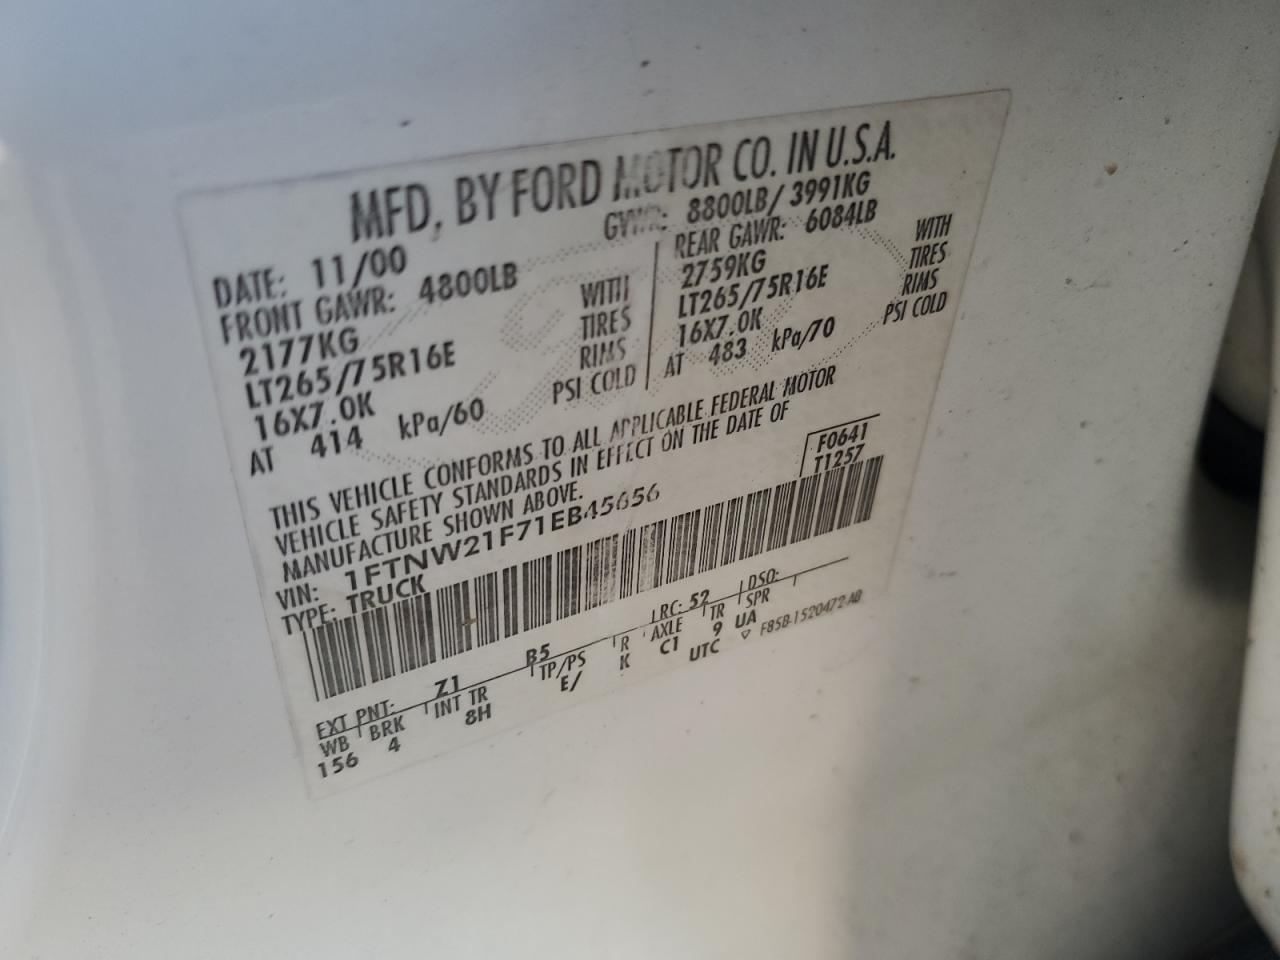 MFD. BY FORD MOTOR CO. IN U.S.A.
DATE: 11/00 GVWR: 8800LB/ 3991KG
FRONT GAWR: 4800LB
2177KG WITH
LT265/75R16E TIRES
16X7.0K RIMS
AT 414 kPa/60 PSI COLD
REAR GAWR: 6084LB
2759KG WITH
LT265/75R16E TIRES
16X7.0K RIMS
AT 483 kPa/70 PSI COLD
THIS VEHICLE CONFORMS TO ALL APPLICABLE FEDERAL MOTOR
VEHICLE SAFETY STANDARDS IN EFFECT ON THE DATE OF
MANUFACTURE SHOWN ABOVE.
VIN: 1FTNW21F71EB45656
TYPE: TRUCK
F0641
T1257
EXT PNT: Z1 B5 RC: 52 DSO:
WB BRK INT TR TP/PS R AXLE TR SPR
156 4 8H E/ K C1 9 UA
UTC ▽ F85B-1520472-AB